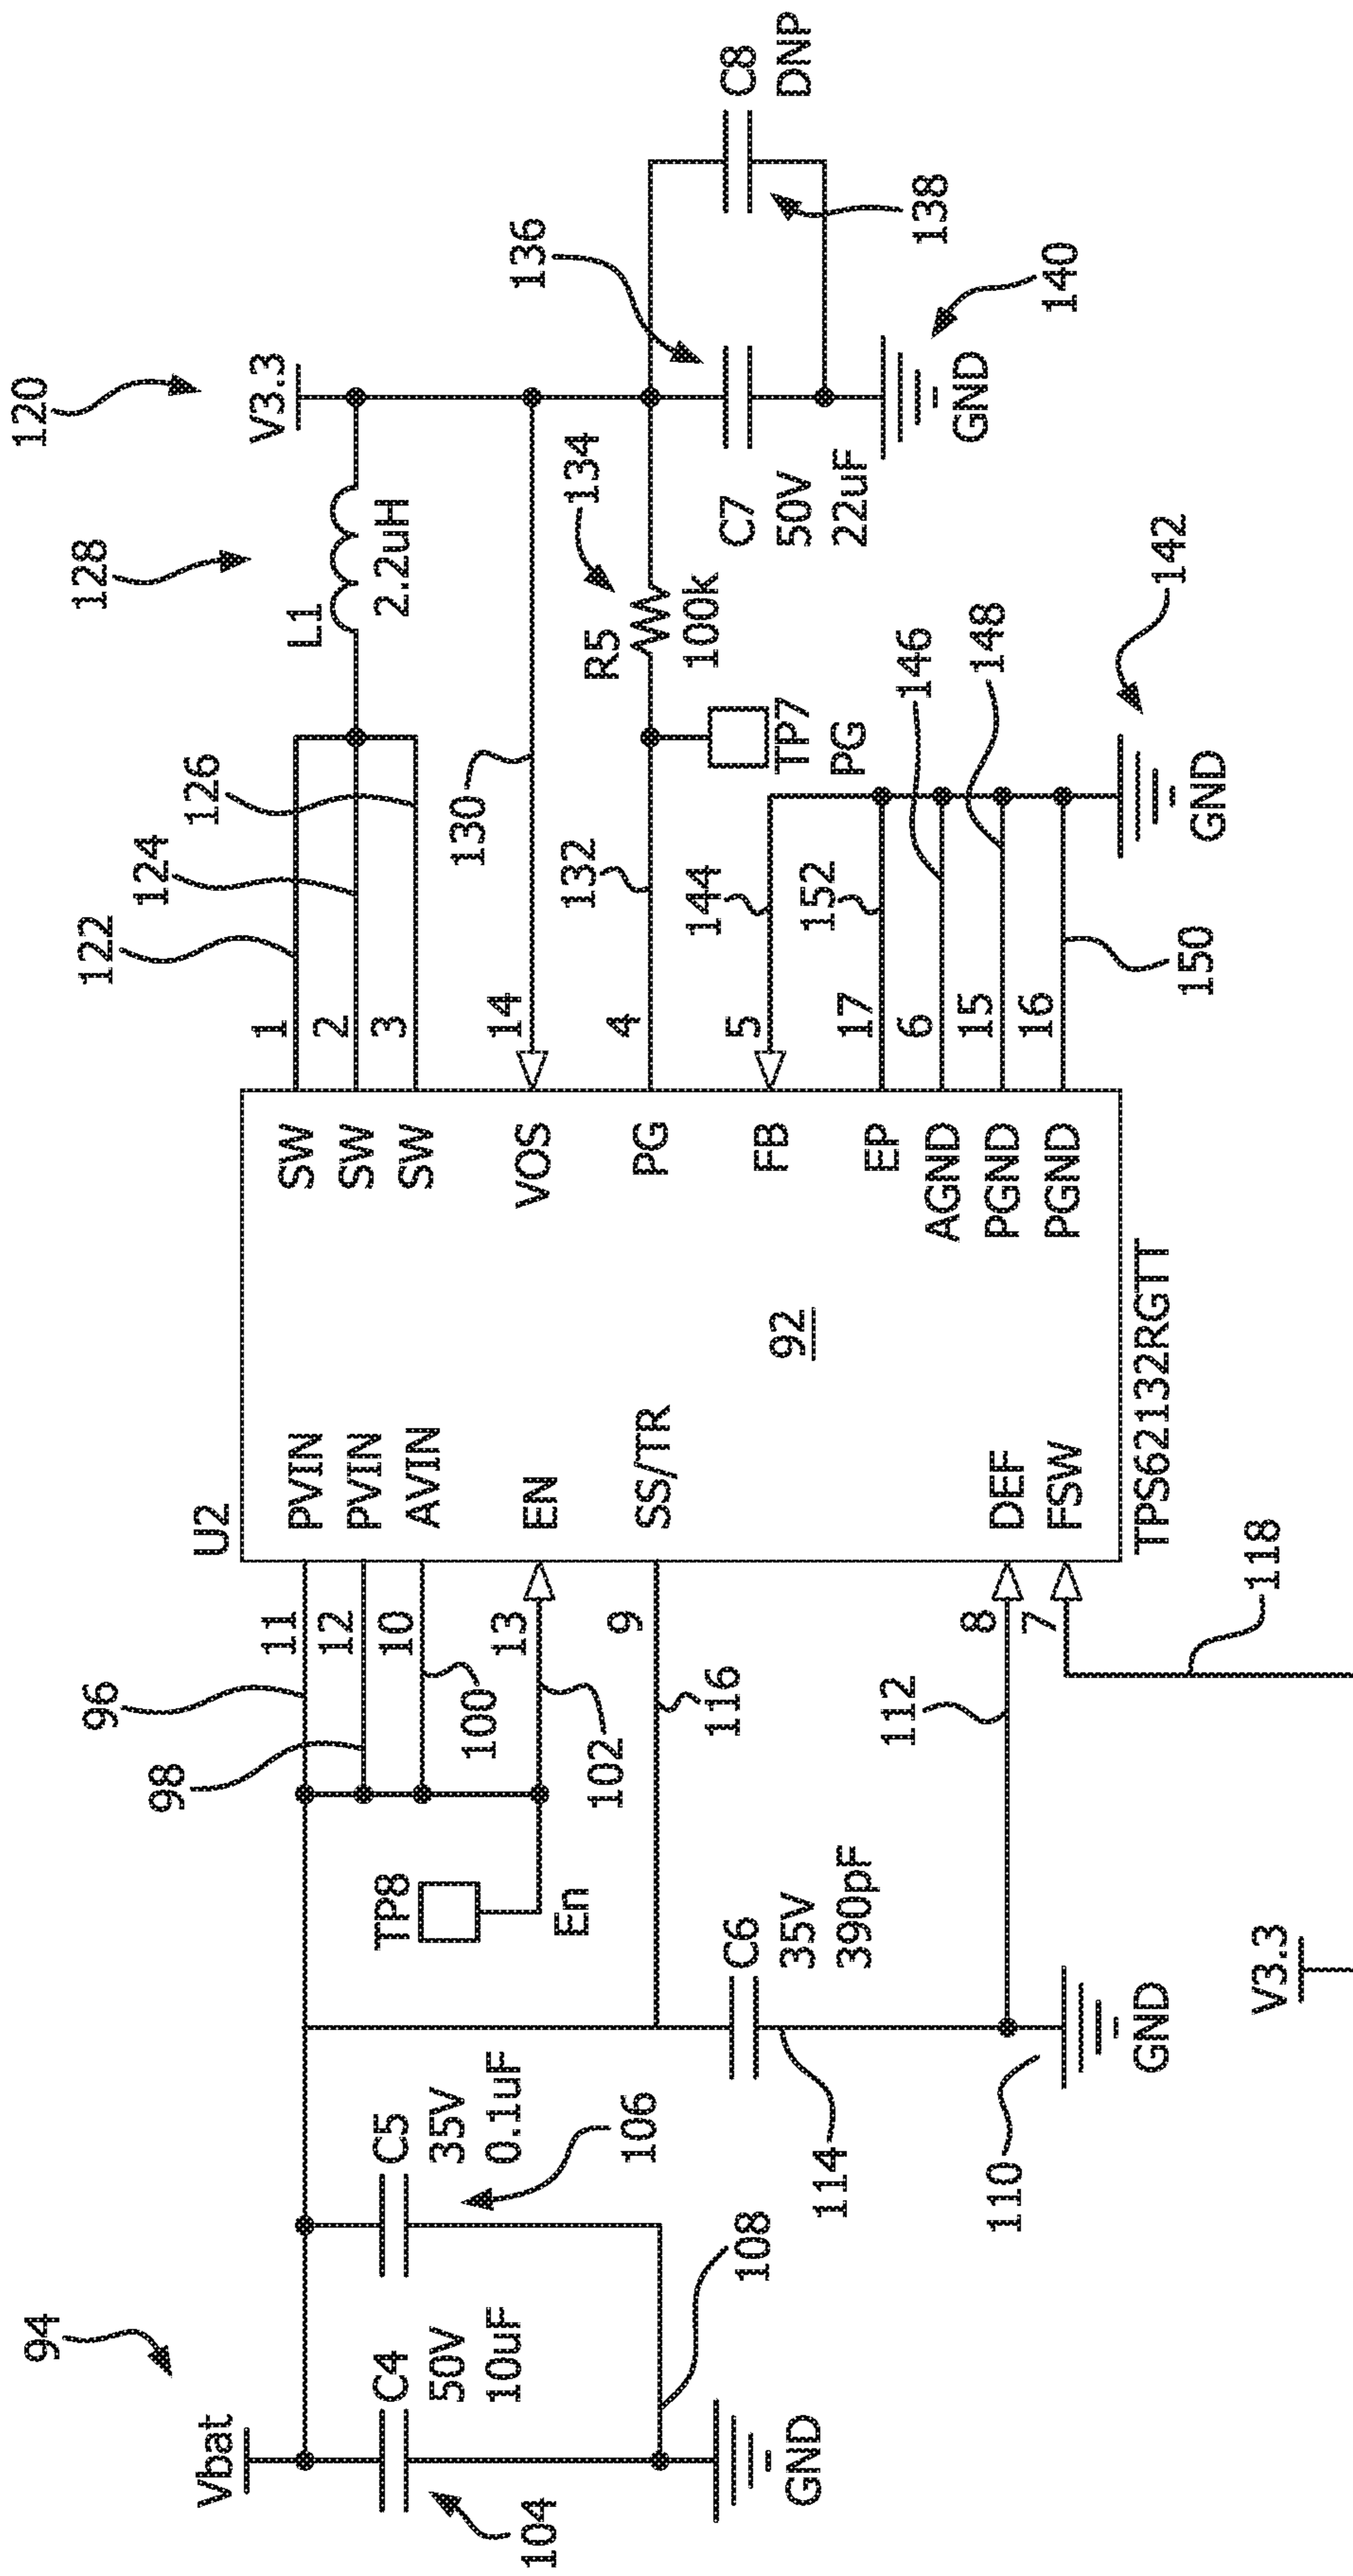 94
Vbat
104
C4
50V
10uF
GND
108
C5
35V
0.1uF
106
TP8
En
96
98
100
102
11
12
10
13
9
116
C6
35V
390pF
114
110
GND
112
8
7
118
V3.3
U2
PVIN
PVIN
AVIN
EN
SS/TR
DEF
FSW
92
TPS62132RGTT
SW
SW
SW
VOS
PG
FB
EP
AGND
PGND
PGND
1
2
3
14
4
5
17
6
15
16
122
124
126
130
132
144
152
146
148
150
142
GND
TP7
PG
128
L1
2.2uH
120
V3.3
R5
134
100k
136
C7
50V
22uF
C8
DNP
138
140
GND